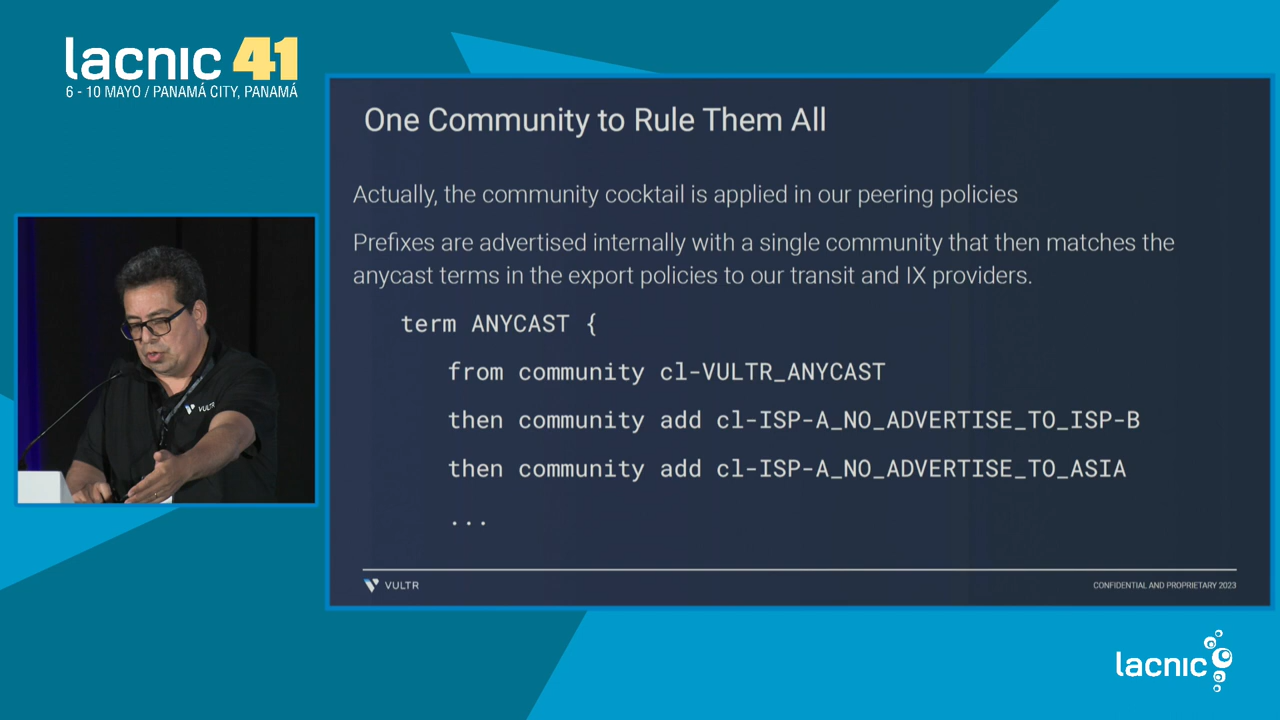 lacnic 41
6 - 10 MAYO / PANAMÁ CITY, PANAMÁ
One Community to Rule Them All
Actually, the community cocktail is applied in our peering policies
Prefixes are advertised internally with a single community that then matches the
anycast terms in the export policies to our transit and IX providers.
term ANYCAST {
from community cl-VULTR_ANYCAST
then community add cl-ISP-A_NO_ADVERTISE_TO_ISP-B
then community add cl-ISP-A_NO_ADVERTISE_TO_ASIA
...
VULTR
VULTR
CONFIDENTIAL AND PROPRIETARY 2023
lacnic